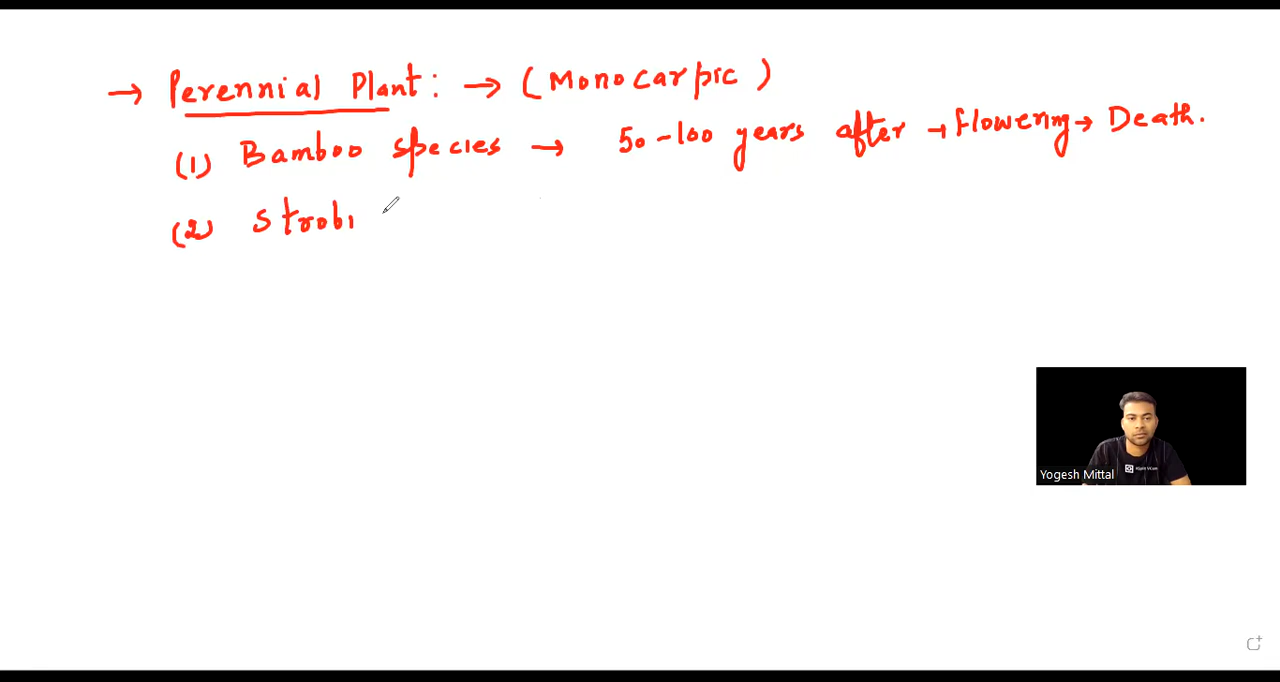 → Perennial Plant: → (Monocarpic)
(1) Bamboo species → 50-100 years after → flowering → Death.
(2) Strobi
Yogesh Mittal